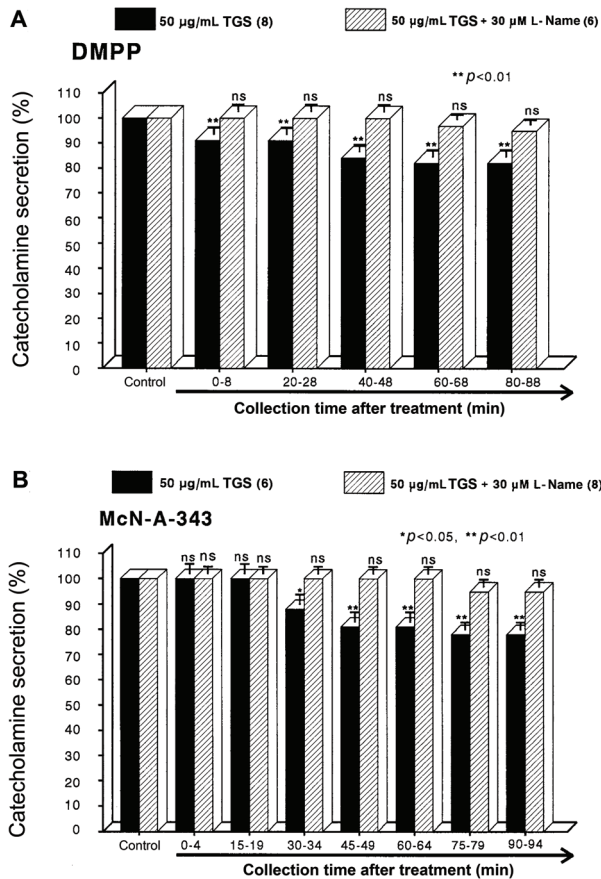 A
50 µg/mL TGS (8)
50 µg/mL TGS + 30 µM L-Name (6)
DMPP
**p<0.01
Catecholamine secretion (%)
110
100
90
80
70
60
50
40
30
20
10
0
** ns ** ns ** ns ** ns ** ns
Control 0-8 20-28 40-48 60-68 80-88
Collection time after treatment (min)
B
50 µg/mL TGS (6)
50 µg/mL TGS + 30 µM L-Name (8)
McN-A-343
*p<0.05, **p<0.01
Catecholamine secretion (%)
110
100
90
80
70
60
50
40
30
20
10
0
ns ns ns ns * ns ** ns ** ns ** ns ** ns
Control 0-4 15-19 30-34 45-49 60-64 75-79 90-94
Collection time after treatment (min)